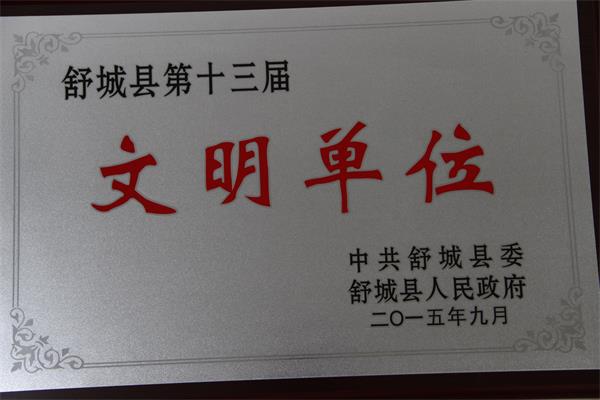 舒城县第十三届
文明单位
中共舒城县委
舒城县人民政府
二〇一五年九月